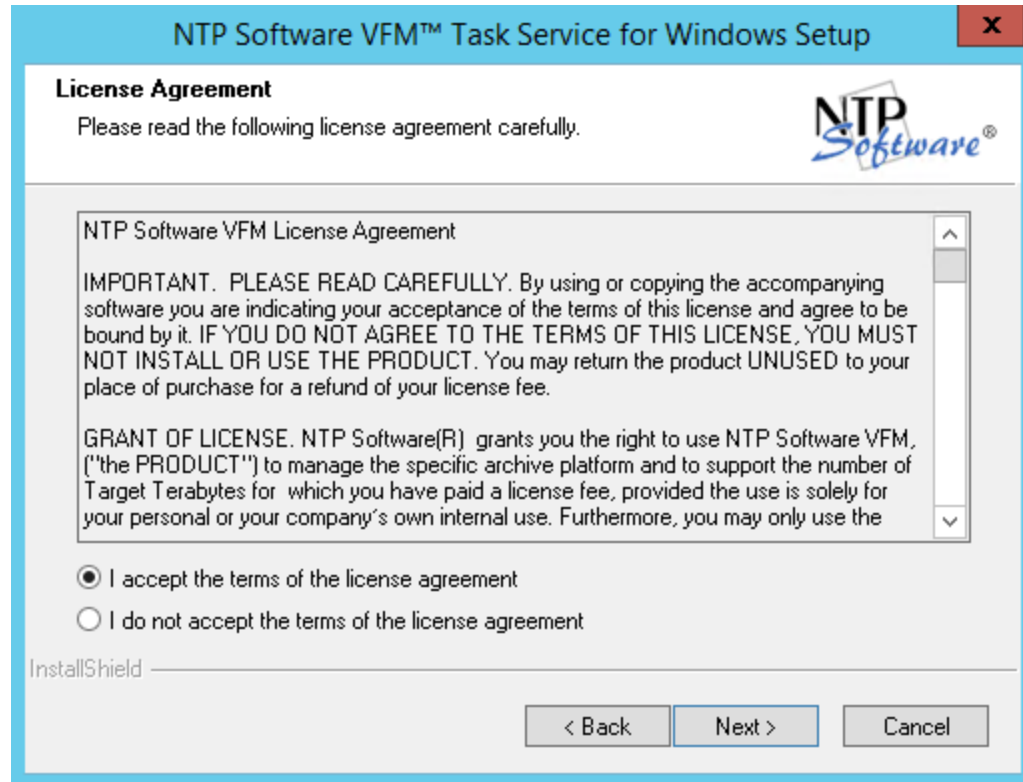 NTP Software VFM™ Task Service for Windows Setup
x
License Agreement
Please read the following license agreement carefully.
NTP
Software®
NTP Software VFM License Agreement
IMPORTANT.  PLEASE READ CAREFULLY. By using or copying the accompanying
software you are indicating your acceptance of the terms of this license and agree to be
bound by it. IF YOU DO NOT AGREE TO THE TERMS OF THIS LICENSE, YOU MUST
NOT INSTALL OR USE THE PRODUCT. You may return the product UNUSED to your
place of purchase for a refund of your license fee.
GRANT OF LICENSE. NTP Software(R)  grants you the right to use NTP Software VFM,
("the PRODUCT") to manage the specific archive platform and to support the number of
Target Terabytes for  which you have paid a license fee, provided the use is solely for
your personal or your company's own internal use. Furthermore, you may only use the
I accept the terms of the license agreement
I do not accept the terms of the license agreement
InstallShield
< Back
Next >
Cancel